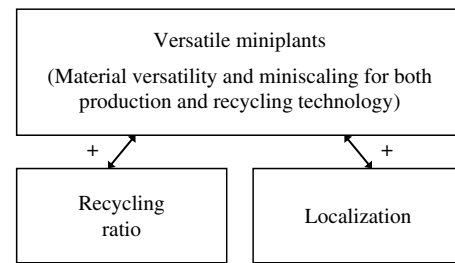 Versatile miniplants
(Material versatility and miniscaling for both
production and recycling technology)
+
+
Recycling
ratio
Localization